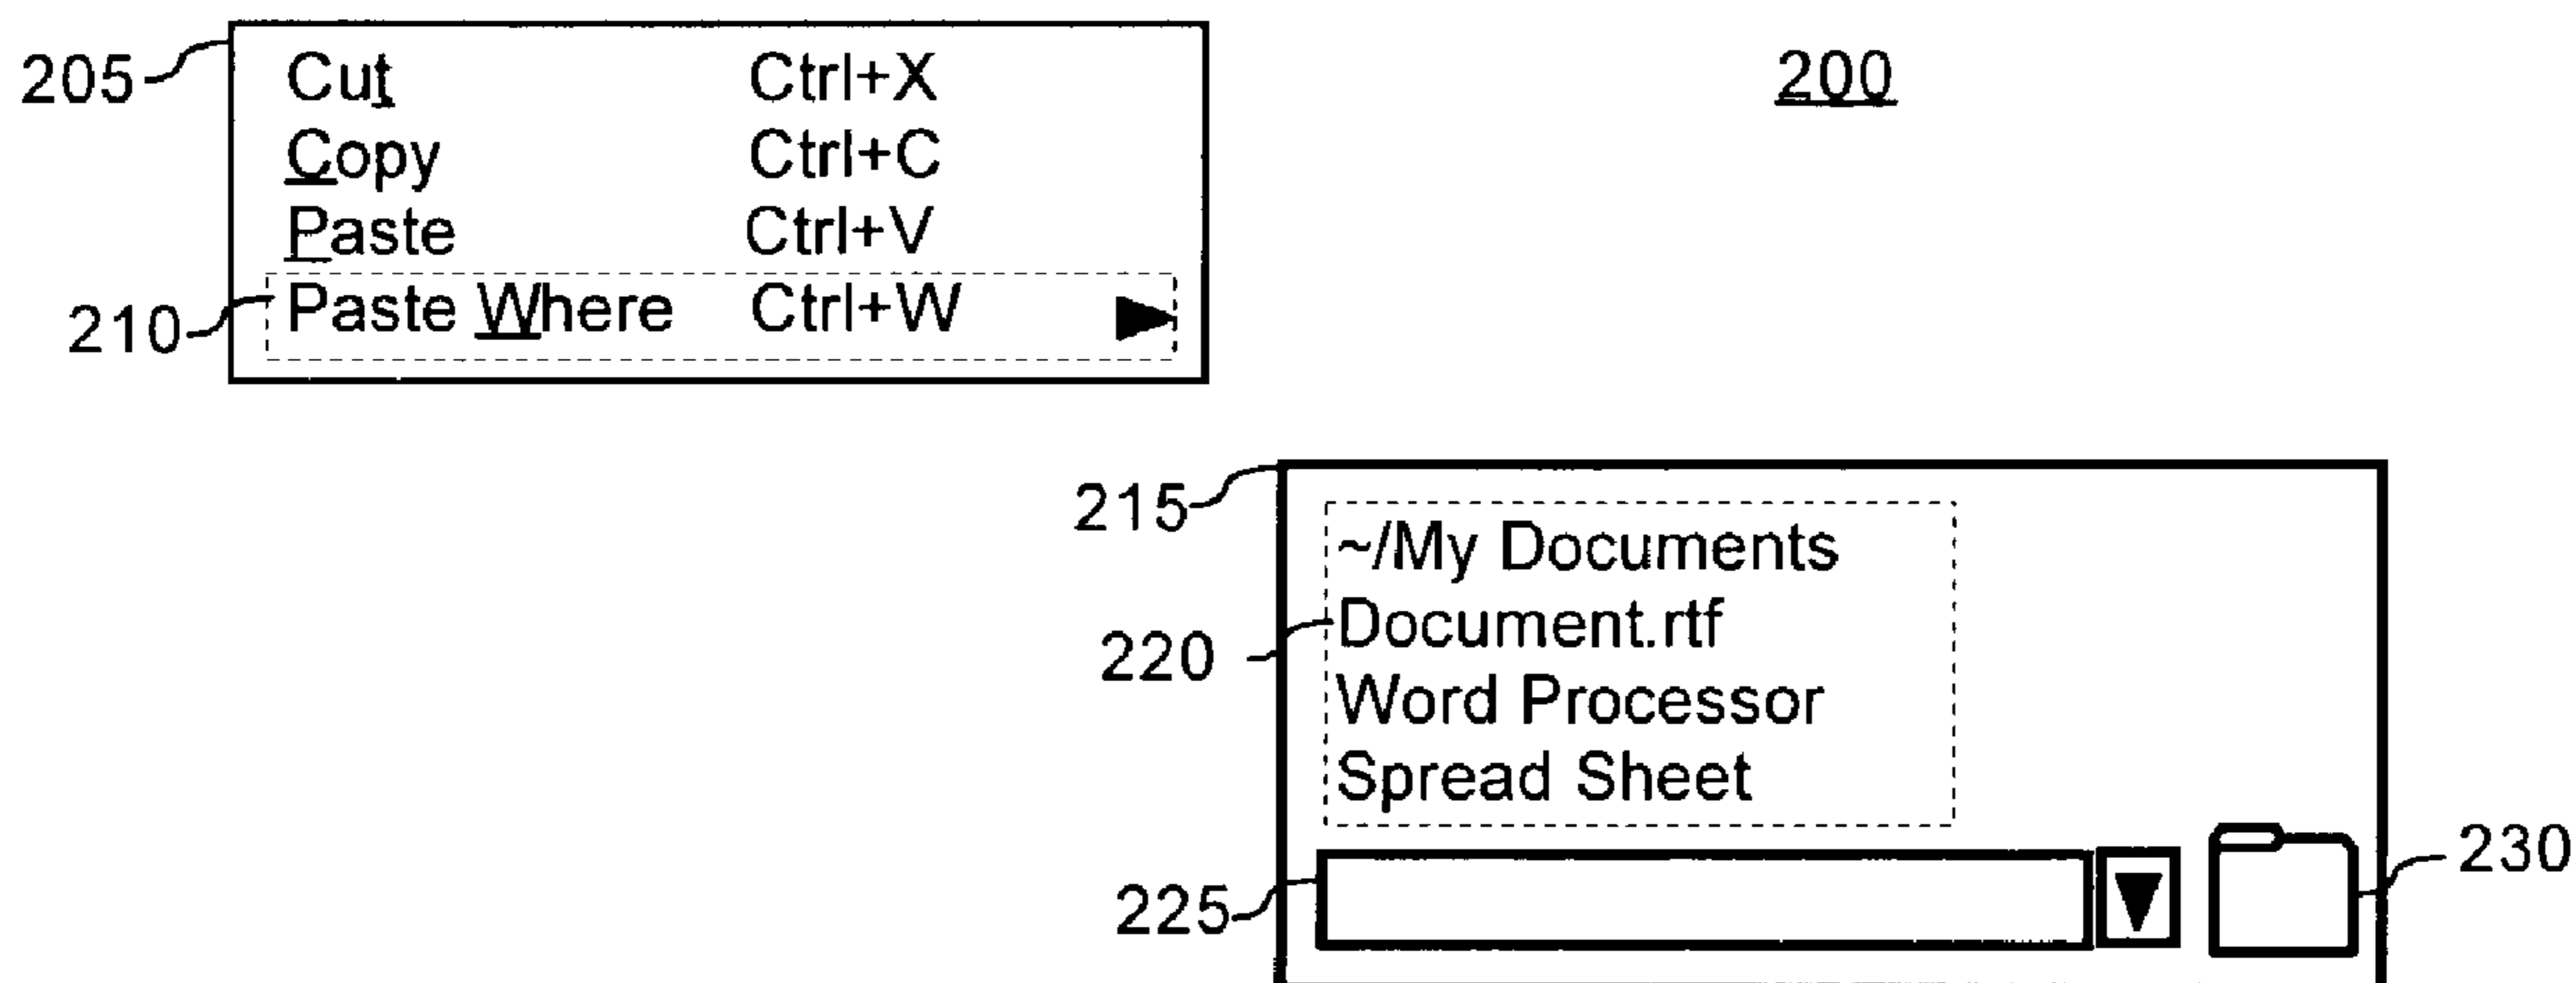 205 Cut Ctrl+X
200
Copy Ctrl+C
Paste Ctrl+V
210 Paste Where Ctrl+W
215
~/My Documents
220 Document.rtf
Word Processor
Spread Sheet
225
230